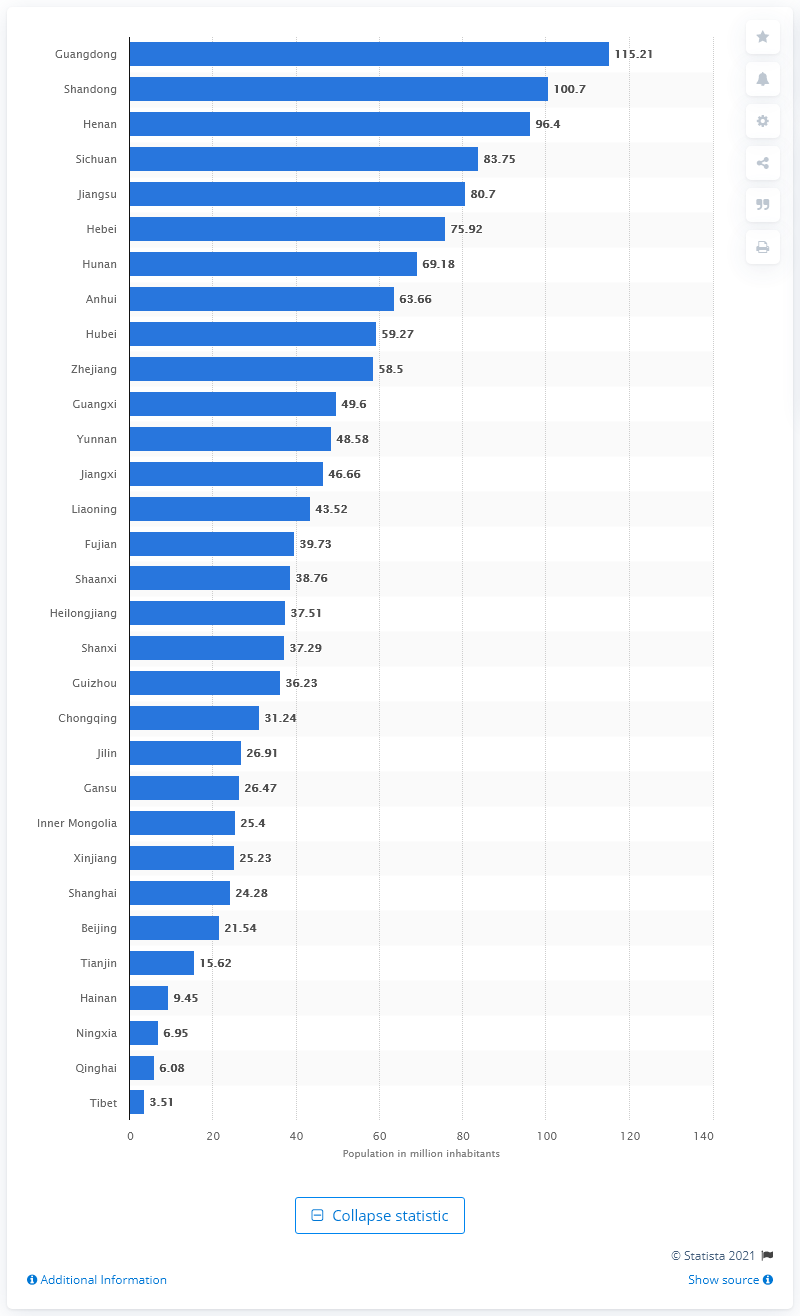 Guangdong 115.21
Shandong 100.7
Henan 96.4
Sichuan 83.75
Jiangsu 80.7
Hebei 75.92
Hunan 69.18
Anhui 63.66
Hubei 59.27
Zhejiang 58.5
Guangxi 49.6
Yunnan 48.58
Jiangxi 46.66
Liaoning 43.52
Fujian 39.73
Shaanxi 38.76
Heilongjiang 37.51
Shanxi 37.29
Guizhou 36.23
Chongqing 31.24
Jilin 26.91
Gansu 26.47
Inner Mongolia 25.4
Xinjiang 25.23
Shanghai 24.28
Beijing 21.54
Tianjin 15.62
Hainan 9.45
Ningxia 6.95
Qinghai 6.08
Tibet 3.51
0 20 40 60 80 100 120 140
Population in million inhabitants
Collapse statistic
© Statista 2021
Additional Information Show source